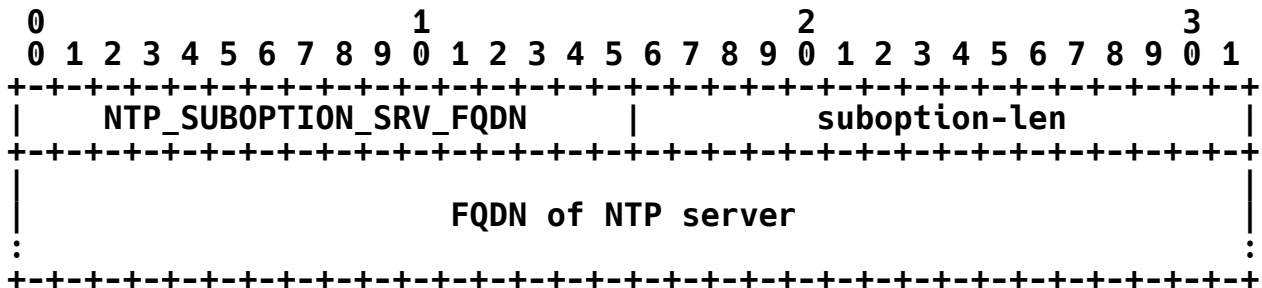 0                   1                   2                   3
 0 1 2 3 4 5 6 7 8 9 0 1 2 3 4 5 6 7 8 9 0 1 2 3 4 5 6 7 8 9 0 1
+-+-+-+-+-+-+-+-+-+-+-+-+-+-+-+-+-+-+-+-+-+-+-+-+-+-+-+-+-+-+-+-+
|    NTP_SUBOPTION_SRV_FQDN     |         suboption-len         |
+-+-+-+-+-+-+-+-+-+-+-+-+-+-+-+-+-+-+-+-+-+-+-+-+-+-+-+-+-+-+-+-+
|                                                               |
|                      FQDN of NTP server                       |
:                                                               :
+-+-+-+-+-+-+-+-+-+-+-+-+-+-+-+-+-+-+-+-+-+-+-+-+-+-+-+-+-+-+-+-+